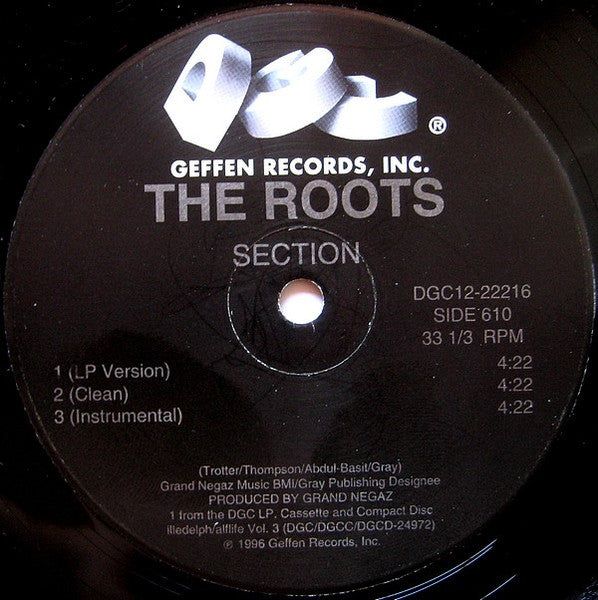 ®
GEFFEN RECORDS, INC.
THE ROOTS
SECTION
DGC12-22216
SIDE 610
33 1/3 RPM
1 (LP Version) 4:22
2 (Clean) 4:22
3 (Instrumental) 4:22
(Trotter/Thompson/Abdul-Basit/Gray)
Grand Negaz Music BMI/Gray Publishing Designee
PRODUCED BY GRAND NEGAZ
1 from the DGC LP. Cassette and Compact Disc
illedelph/alflife Vol. 3 (DGC/DGCC/DGCD-24972)
℗ 1996 Geffen Records, Inc.